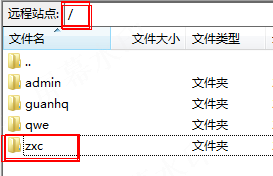 远程站点: /
文件名 文件大小 文件类型
..
admin 文件夹
guanhq 文件夹
qwe 文件夹
zxc 文件夹